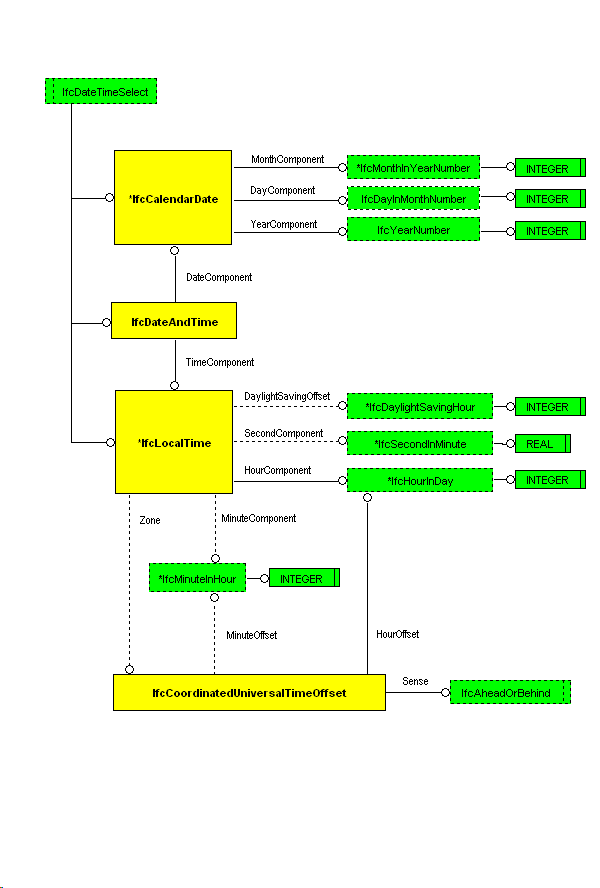 IfcDateTimeSelect
MonthComponent
*IfcMonthInYearNumber
INTEGER
*IfcCalendarDate
DayComponent
IfcDayInMonthNumber
INTEGER
YearComponent
IfcYearNumber
INTEGER
DateComponent
IfcDateAndTime
TimeComponent
DaylightSavingOffset
*IfcDaylightSavingHour
INTEGER
*IfcLocalTime
SecondComponent
*IfcSecondInMinute
REAL
HourComponent
*IfcHourInDay
INTEGER
Zone
MinuteComponent
*IfcMinuteInHour
INTEGER
MinuteOffset
HourOffset
IfcCoordinatedUniversalTimeOffset
Sense
IfcAheadOrBehind